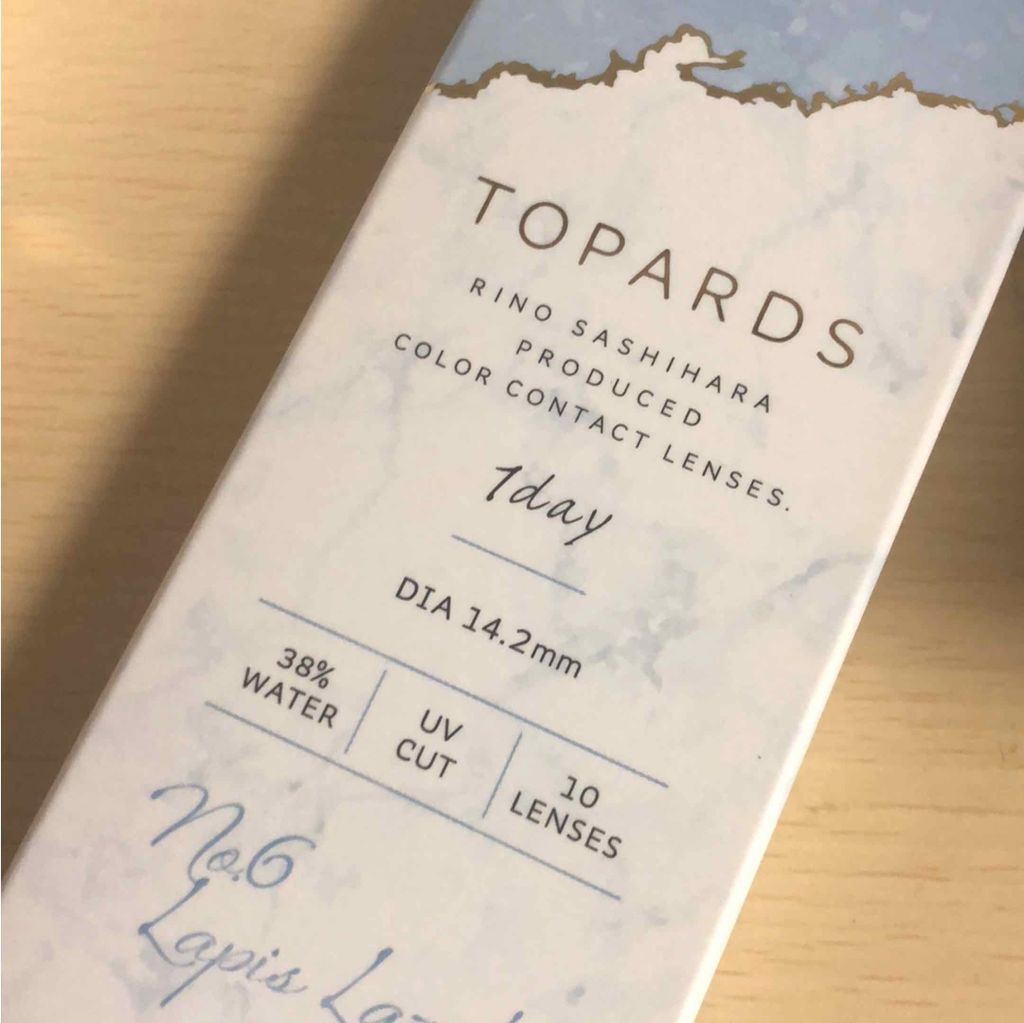 TOPARDS
RINO SASHIHARA
PRODUCED
COLOR CONTACT LENSES.
1day
DIA 14.2mm
38%
WATER
UV
CUT
10
LENSES
No.6
Lapis